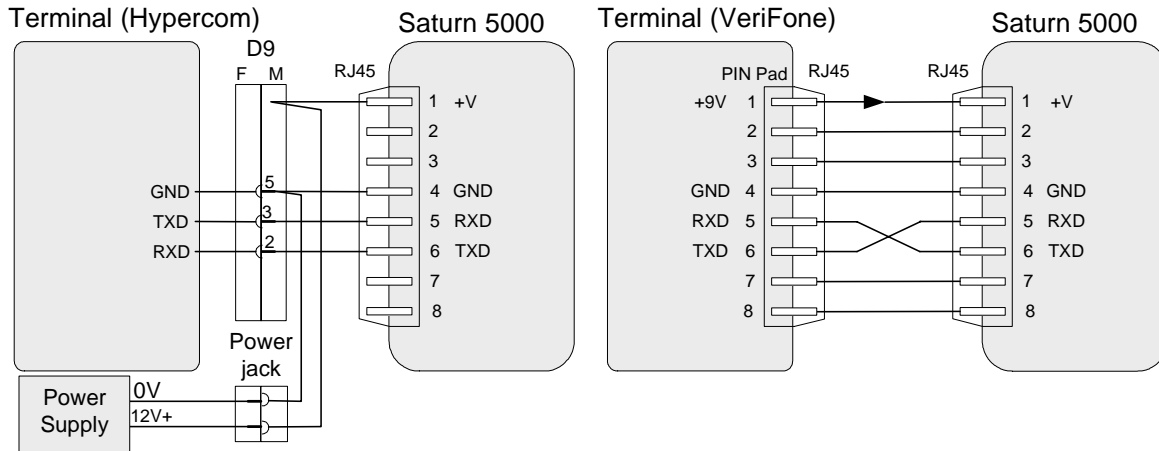 Terminal (Hypercom)
Saturn 5000
D9
F M
RJ45
1 +V
2
3
GND 5 4 GND
TXD 3 5 RXD
RXD 2 6 TXD
7
8
Power
jack
Power
Supply
0V
12V+
Terminal (VeriFone)
Saturn 5000
PIN Pad RJ45 RJ45
+9V 1 1 +V
2 2
3 3
GND 4 4 GND
RXD 5 5 RXD
TXD 6 6 TXD
7 7
8 8